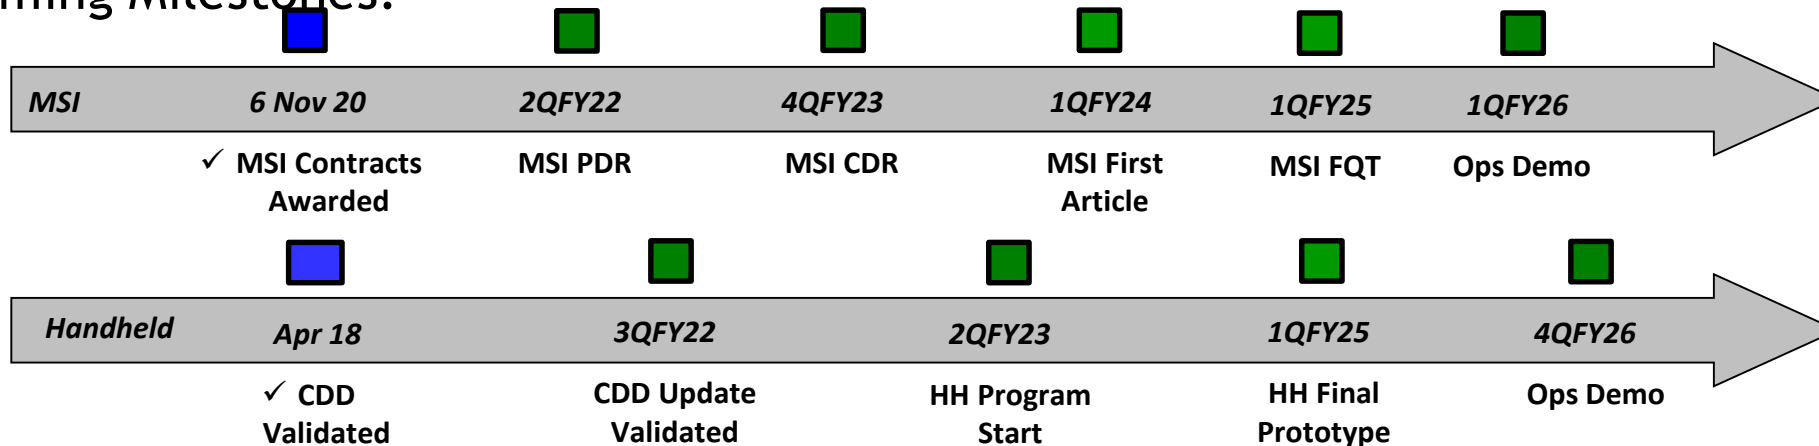 Milestones:
MSI 6 Nov 20 2QFY22 4QFY23 1QFY24 1QFY25 1QFY26
✓ MSI Contracts Awarded MSI PDR MSI CDR MSI First Article MSI FQT Ops Demo
Handheld Apr 18 3QFY22 2QFY23 1QFY25 4QFY26
✓ CDD Validated CDD Update Validated HH Program Start HH Final Prototype Ops Demo